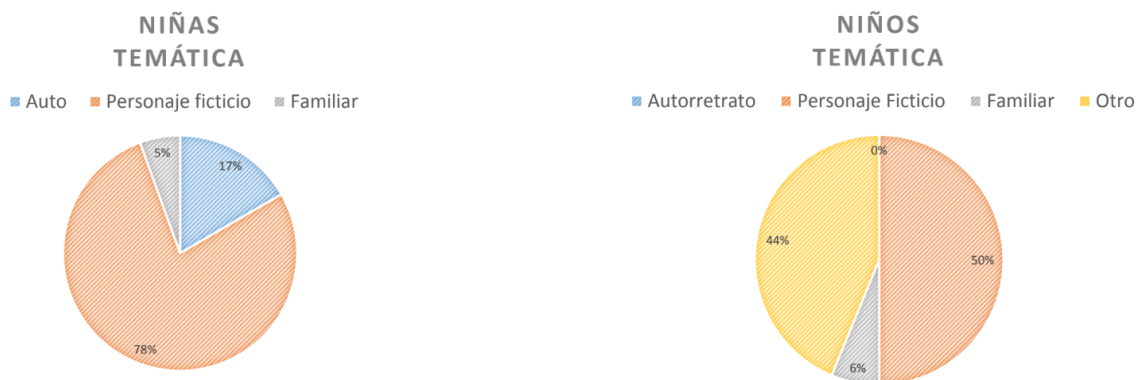 NIÑAS
TEMÁTICA
Auto Personaje ficticio Familiar
5%
17%
78%
NIÑOS
TEMÁTICA
Autorretrato Personaje Ficticio Familiar Otro
0%
44%
50%
6%